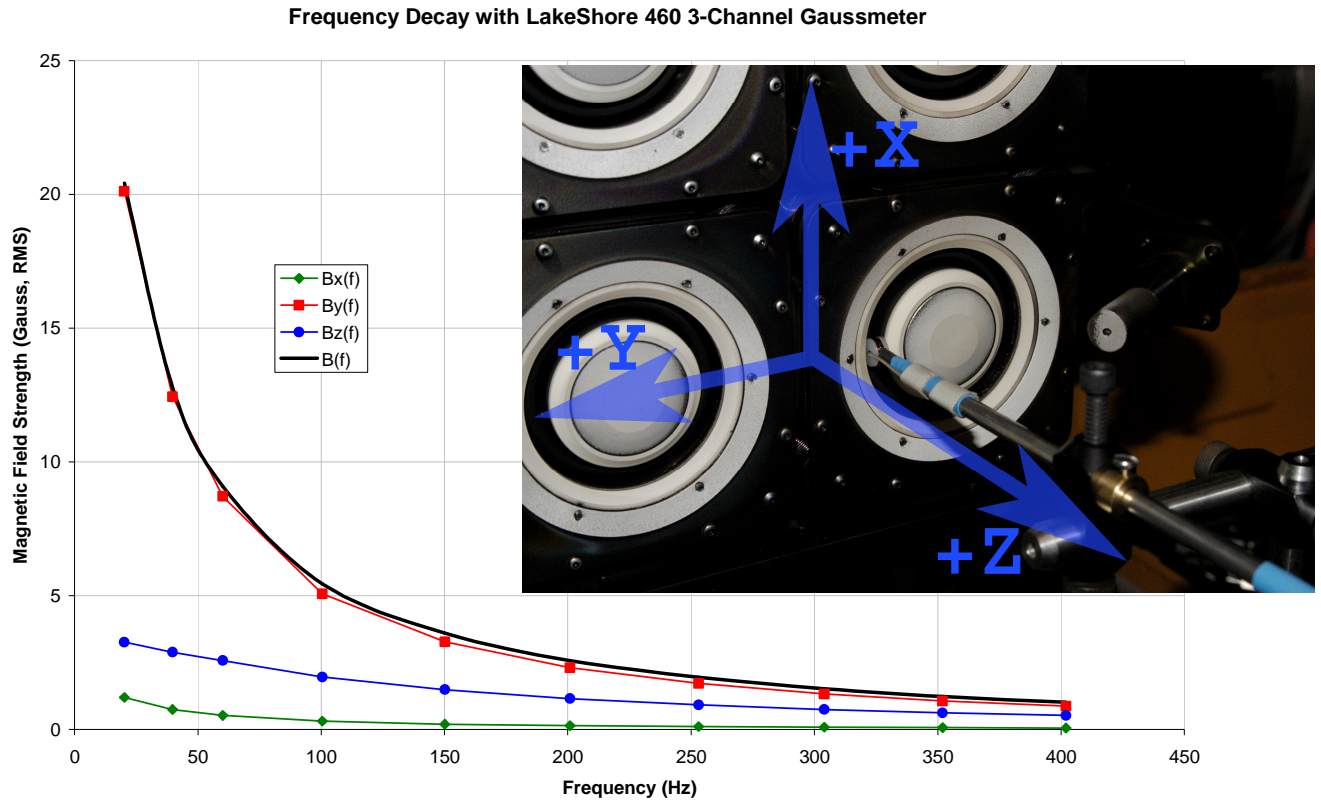 Frequency Decay with LakeShore 460 3-Channel Gaussmeter
Magnetic Field Strength (Gauss, RMS)
25
20
15
10
5
0
Bx(f)
By(f)
Bz(f)
B(f)
+X
+Y
+Z
0 50 100 150 200 250 300 350 400 450
Frequency (Hz)